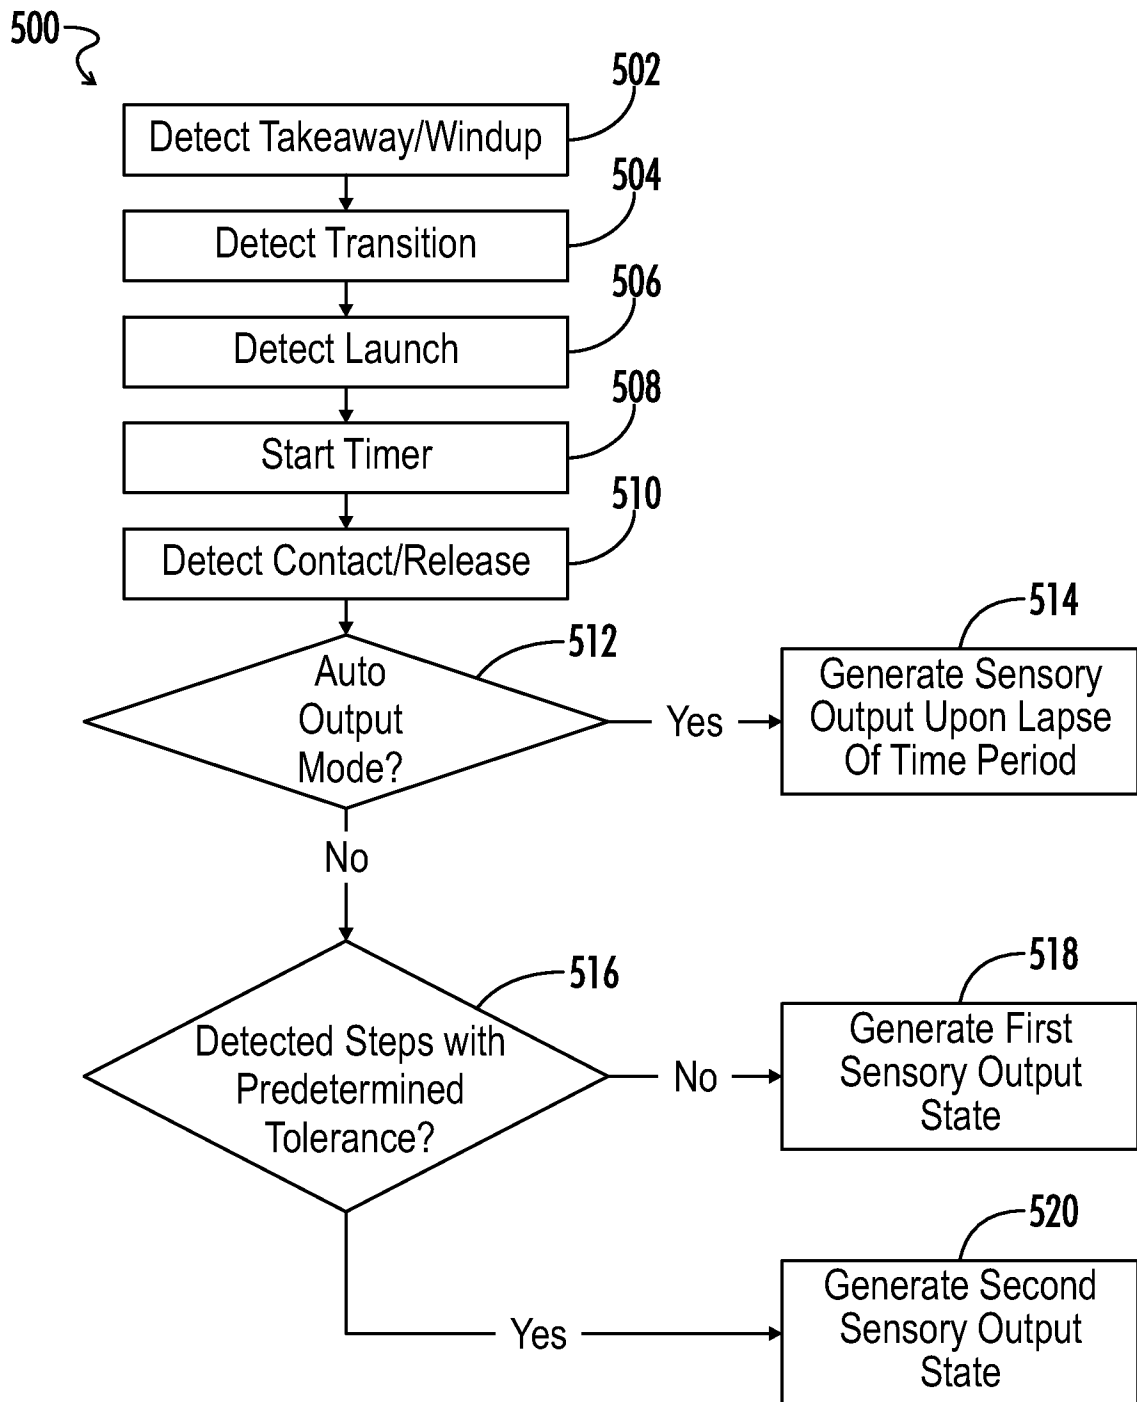 500
502
Detect Takeaway/Windup
504
Detect Transition
506
Detect Launch
508
Start Timer
510
Detect Contact/Release
512
Auto
Output
Mode?
Yes
514
Generate Sensory
Output Upon Lapse
Of Time Period
No
516
Detected Steps with
Predetermined
Tolerance?
No
518
Generate First
Sensory Output
State
Yes
520
Generate Second
Sensory Output
State